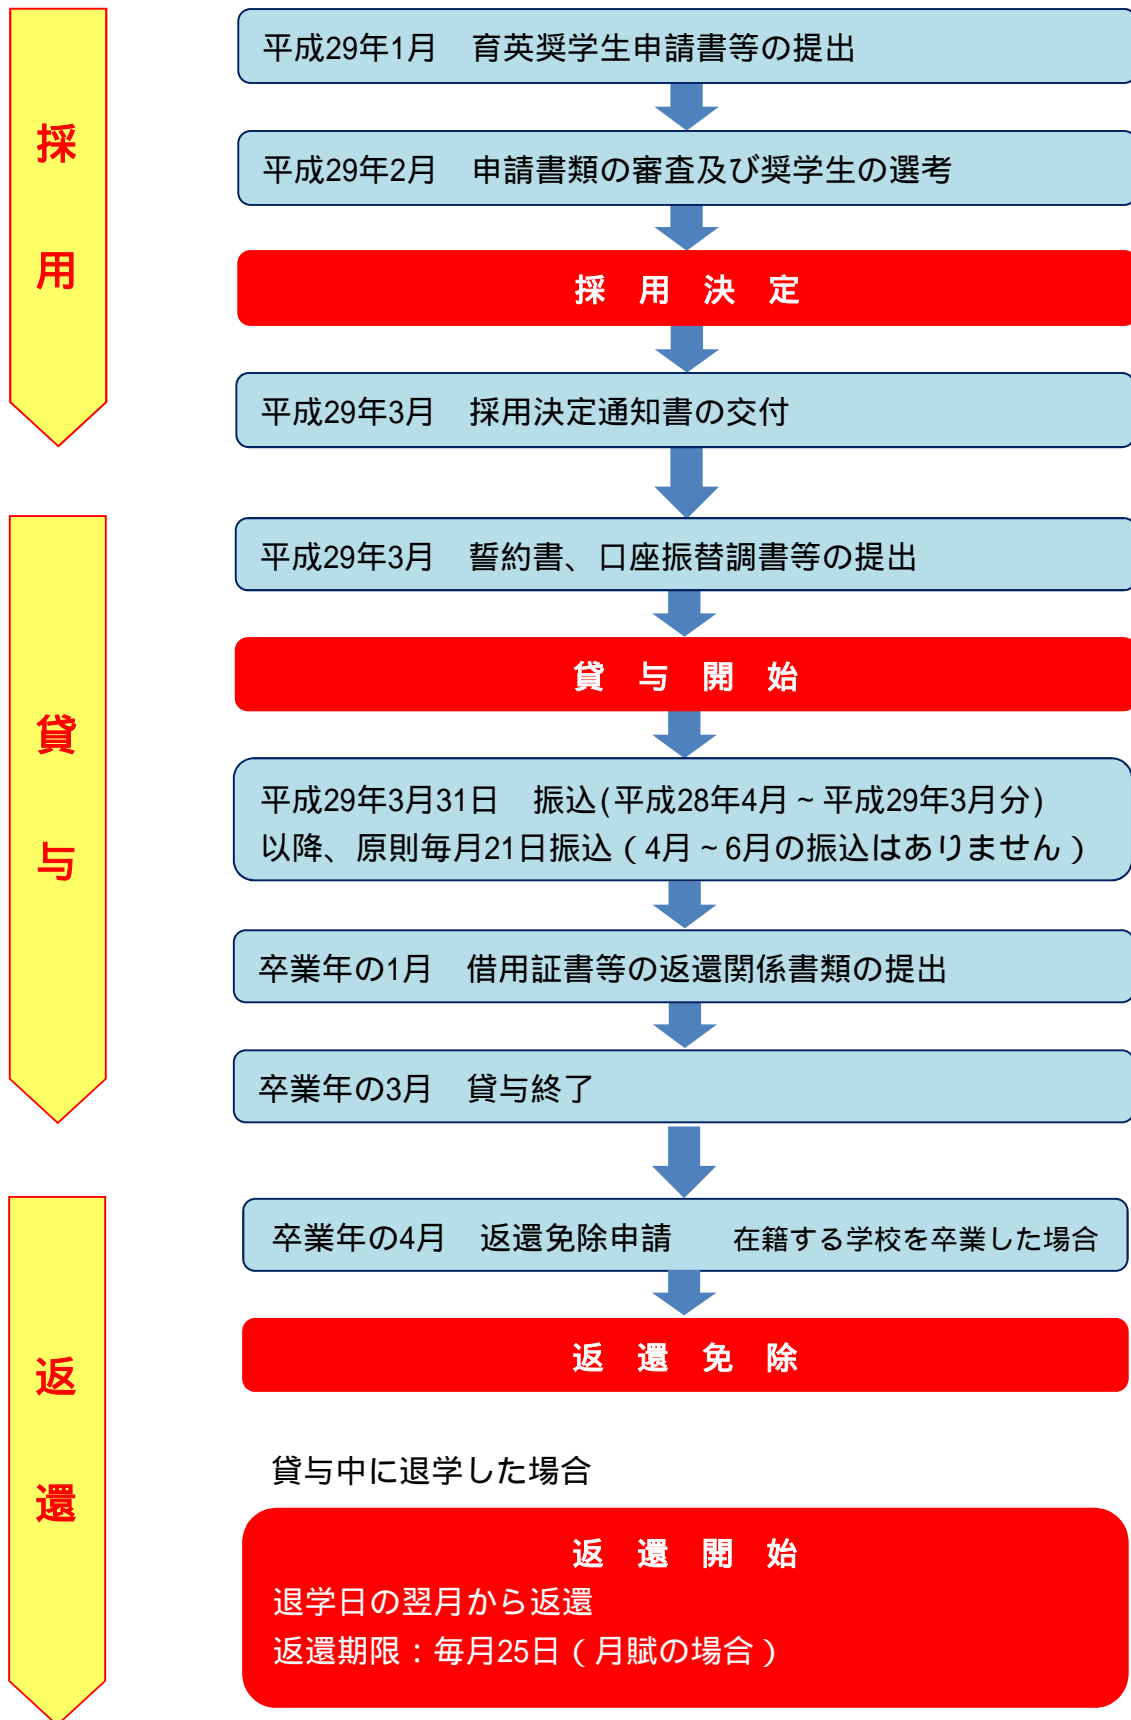 採用
平成29年1月　育英奨学生申請書等の提出
平成29年2月　申請書類の審査及び奨学生の選考
採　用　決　定
平成29年3月　採用決定通知書の交付
貸与
平成29年3月　誓約書、口座振替調書等の提出
貸　与　開　始
平成29年3月31日　振込(平成28年4月～平成29年3月分)
以降、原則毎月21日振込（4月～6月の振込はありません）
卒業年の1月　借用証書等の返還関係書類の提出
卒業年の3月　貸与終了
返還
卒業年の4月　返還免除申請　　在籍する学校を卒業した場合
返　還　免　除
貸与中に退学した場合
返　還　開　始
退学日の翌月から返還
返還期限：毎月25日（月賦の場合）